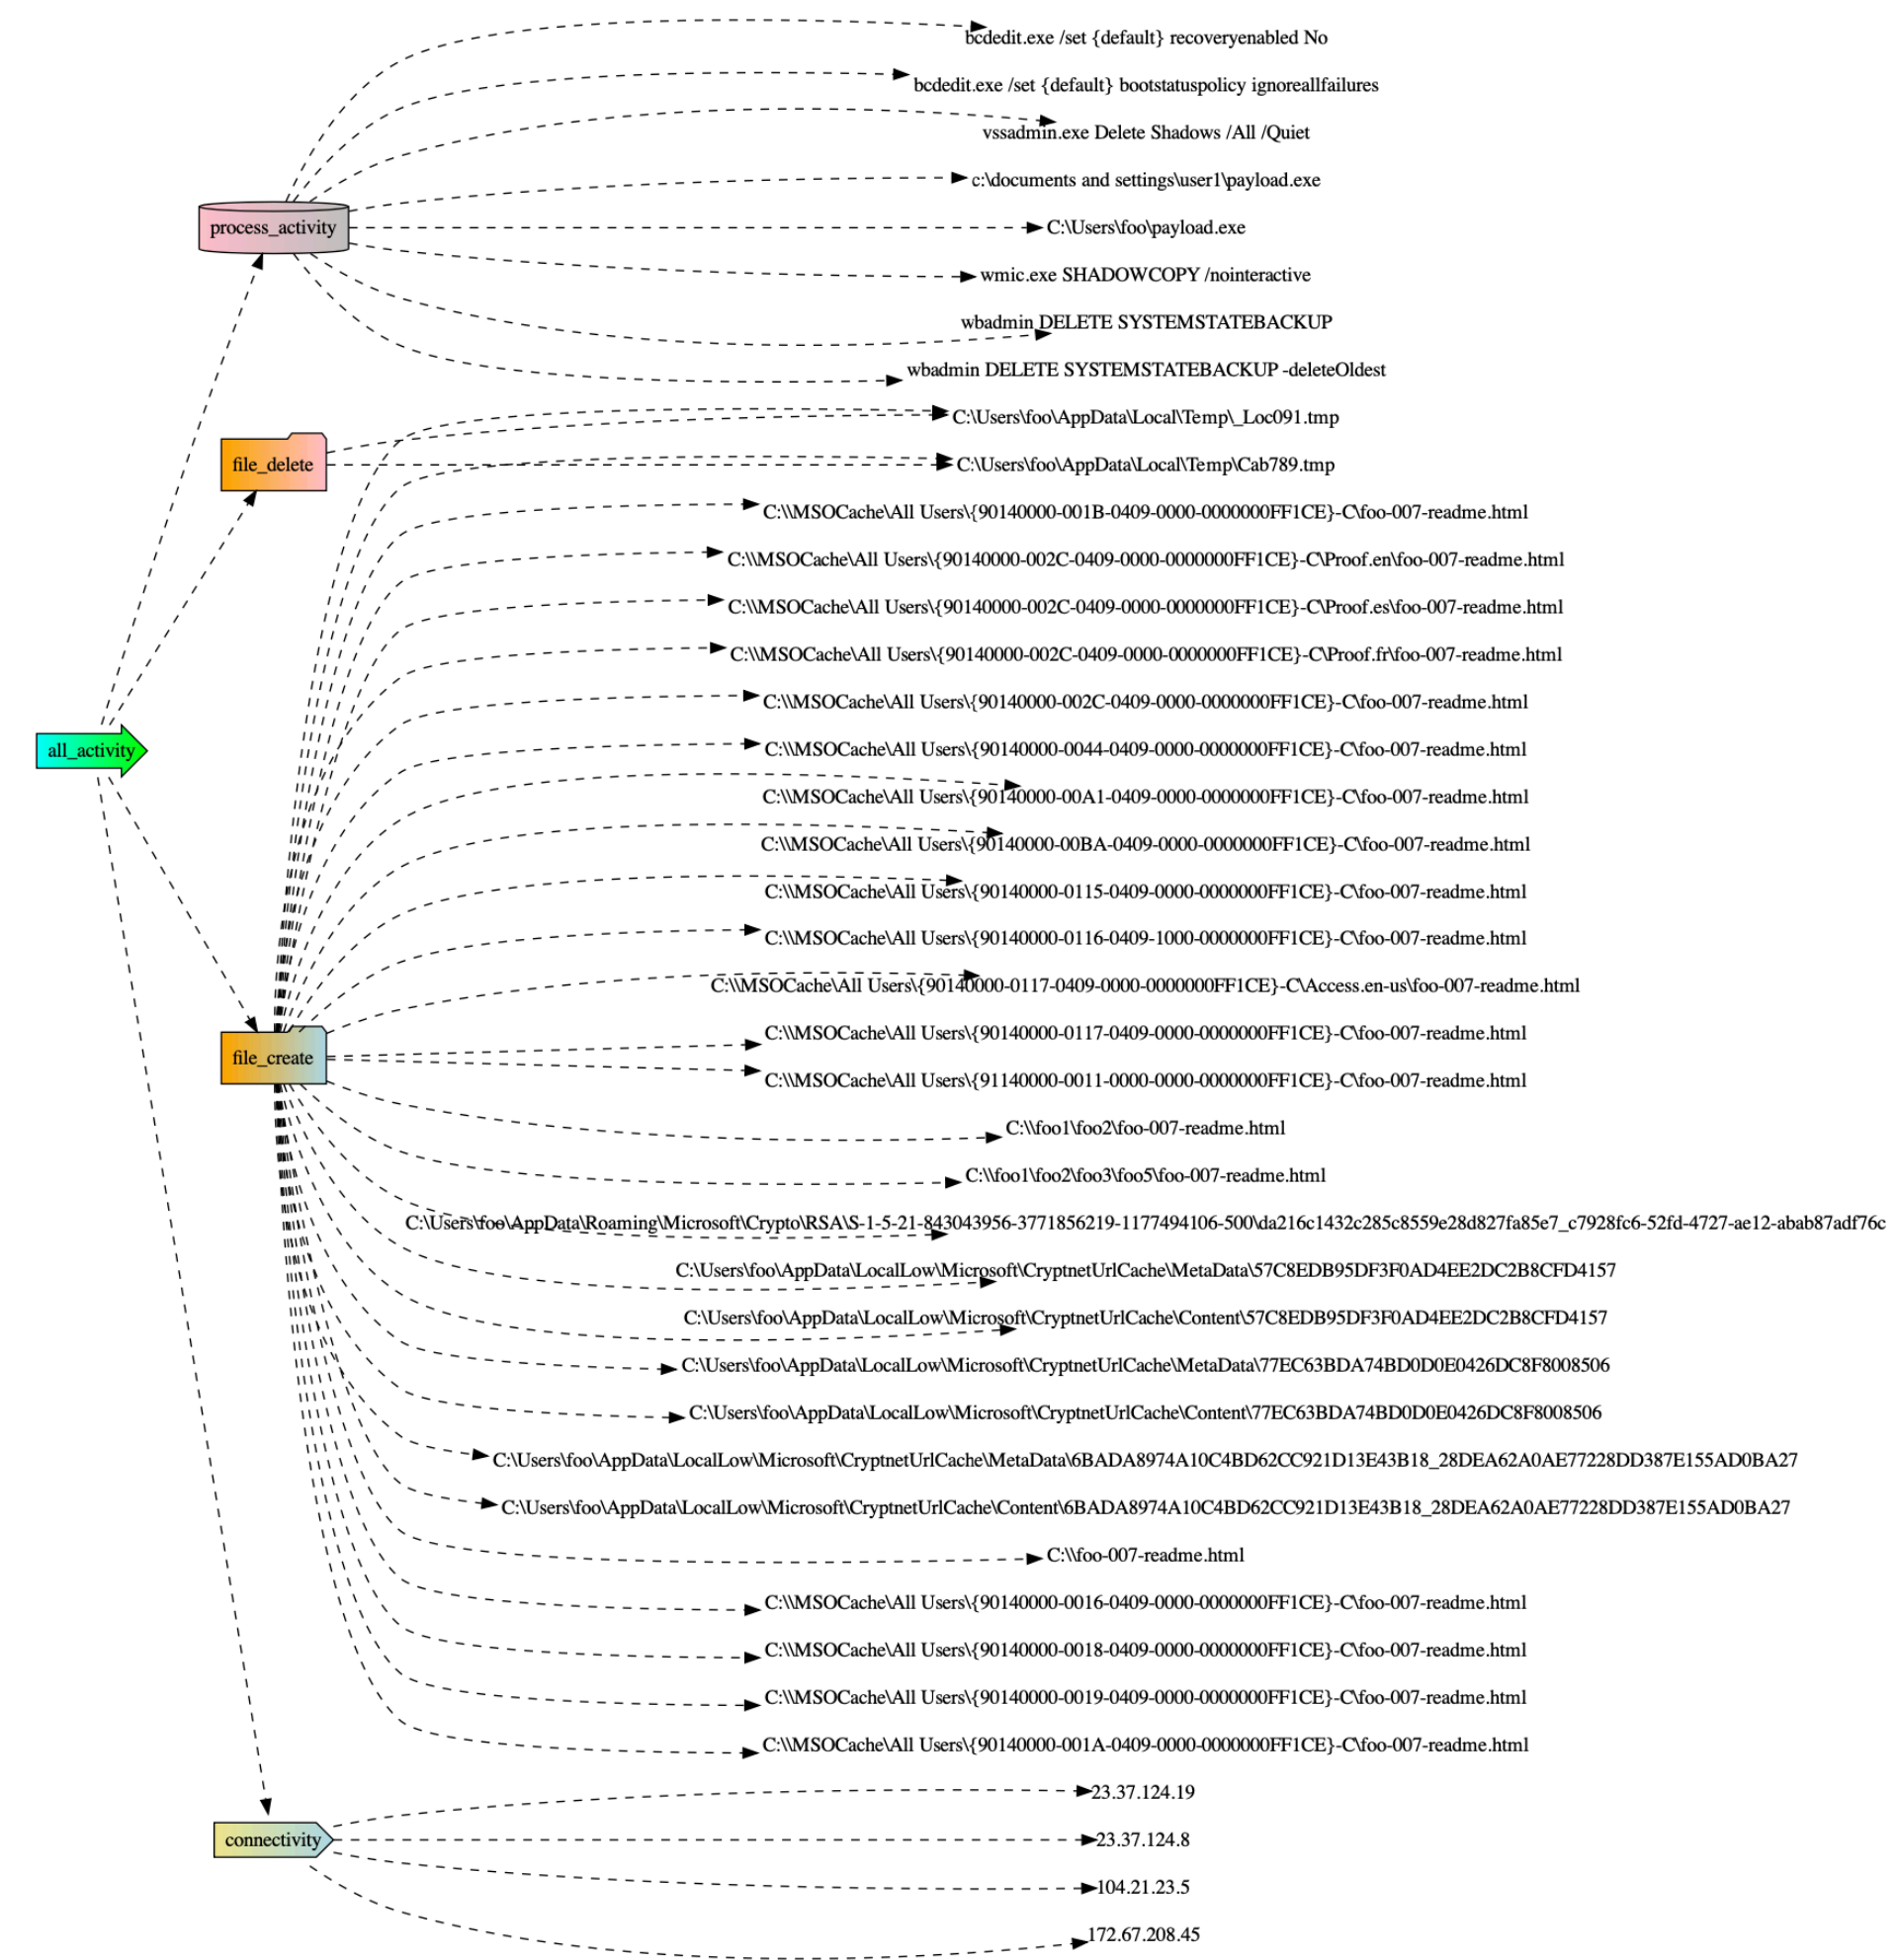 bcdedit.exe /set {default} recoveryenabled No
bcdedit.exe /set {default} bootstatuspolicy ignoreallfailures
vssadmin.exe Delete Shadows /All /Quiet
c:\documents and settings\user1\payload.exe
process_activity
C:\Users\foo\payload.exe
wmic.exe SHADOWCOPY /nointeractive
wbadmin DELETE SYSTEMSTATEBACKUP
wbadmin DELETE SYSTEMSTATEBACKUP -deleteOldest
C:\Users\foo\AppData\Local\Temp\_Loc091.tmp
file_delete
C:\Users\foo\AppData\Local\Temp\Cab789.tmp
C:\\MSOCache\All Users\{90140000-001B-0409-0000-0000000FF1CE}-C\foo-007-readme.html
C:\\MSOCache\All Users\{90140000-002C-0409-0000-0000000FF1CE}-C\Proof.en\foo-007-readme.html
C:\\MSOCache\All Users\{90140000-002C-0409-0000-0000000FF1CE}-C\Proof.es\foo-007-readme.html
C:\\MSOCache\All Users\{90140000-002C-0409-0000-0000000FF1CE}-C\Proof.fr\foo-007-readme.html
C:\\MSOCache\All Users\{90140000-002C-0409-0000-0000000FF1CE}-C\foo-007-readme.html
all_activity
C:\\MSOCache\All Users\{90140000-0044-0409-0000-0000000FF1CE}-C\foo-007-readme.html
C:\\MSOCache\All Users\{90140000-00A1-0409-0000-0000000FF1CE}-C\foo-007-readme.html
C:\\MSOCache\All Users\{90140000-00BA-0409-0000-0000000FF1CE}-C\foo-007-readme.html
C:\\MSOCache\All Users\{90140000-0115-0409-0000-0000000FF1CE}-C\foo-007-readme.html
C:\\MSOCache\All Users\{90140000-0116-0409-1000-0000000FF1CE}-C\foo-007-readme.html
C:\\MSOCache\All Users\{90140000-0117-0409-0000-0000000FF1CE}-C\Access.en-us\foo-007-readme.html
C:\\MSOCache\All Users\{90140000-0117-0409-0000-0000000FF1CE}-C\foo-007-readme.html
file_create
C:\\MSOCache\All Users\{91140000-0011-0000-0000-0000000FF1CE}-C\foo-007-readme.html
C:\\foo1\foo2\foo-007-readme.html
C:\\foo1\foo2\foo3\foo5\foo-007-readme.html
C:\Users\foo\AppData\Roaming\Microsoft\Crypto\RSA\S-1-5-21-843043956-3771856219-1177494106-500\da216c1432c285c8559e28d827fa85e7_c7928fc6-52fd-4727-ae12-abab87adf76c
C:\Users\foo\AppData\LocalLow\Microsoft\CryptnetUrlCache\MetaData\57C8EDB95DF3F0AD4EE2DC2B8CFD4157
C:\Users\foo\AppData\LocalLow\Microsoft\CryptnetUrlCache\Content\57C8EDB95DF3F0AD4EE2DC2B8CFD4157
C:\Users\foo\AppData\LocalLow\Microsoft\CryptnetUrlCache\MetaData\77EC63BDA74BD0D0E0426DC8F8008506
C:\Users\foo\AppData\LocalLow\Microsoft\CryptnetUrlCache\Content\77EC63BDA74BD0D0E0426DC8F8008506
C:\Users\foo\AppData\LocalLow\Microsoft\CryptnetUrlCache\MetaData\6BADA8974A10C4BD62CC921D13E43B18_28DEA62A0AE77228DD387E155AD0BA27
C:\Users\foo\AppData\LocalLow\Microsoft\CryptnetUrlCache\Content\6BADA8974A10C4BD62CC921D13E43B18_28DEA62A0AE77228DD387E155AD0BA27
C:\\foo-007-readme.html
C:\\MSOCache\All Users\{90140000-0016-0409-0000-0000000FF1CE}-C\foo-007-readme.html
C:\\MSOCache\All Users\{90140000-0018-0409-0000-0000000FF1CE}-C\foo-007-readme.html
C:\\MSOCache\All Users\{90140000-0019-0409-0000-0000000FF1CE}-C\foo-007-readme.html
C:\\MSOCache\All Users\{90140000-001A-0409-0000-0000000FF1CE}-C\foo-007-readme.html
23.37.124.19
connectivity
23.37.124.8
104.21.23.5
172.67.208.45